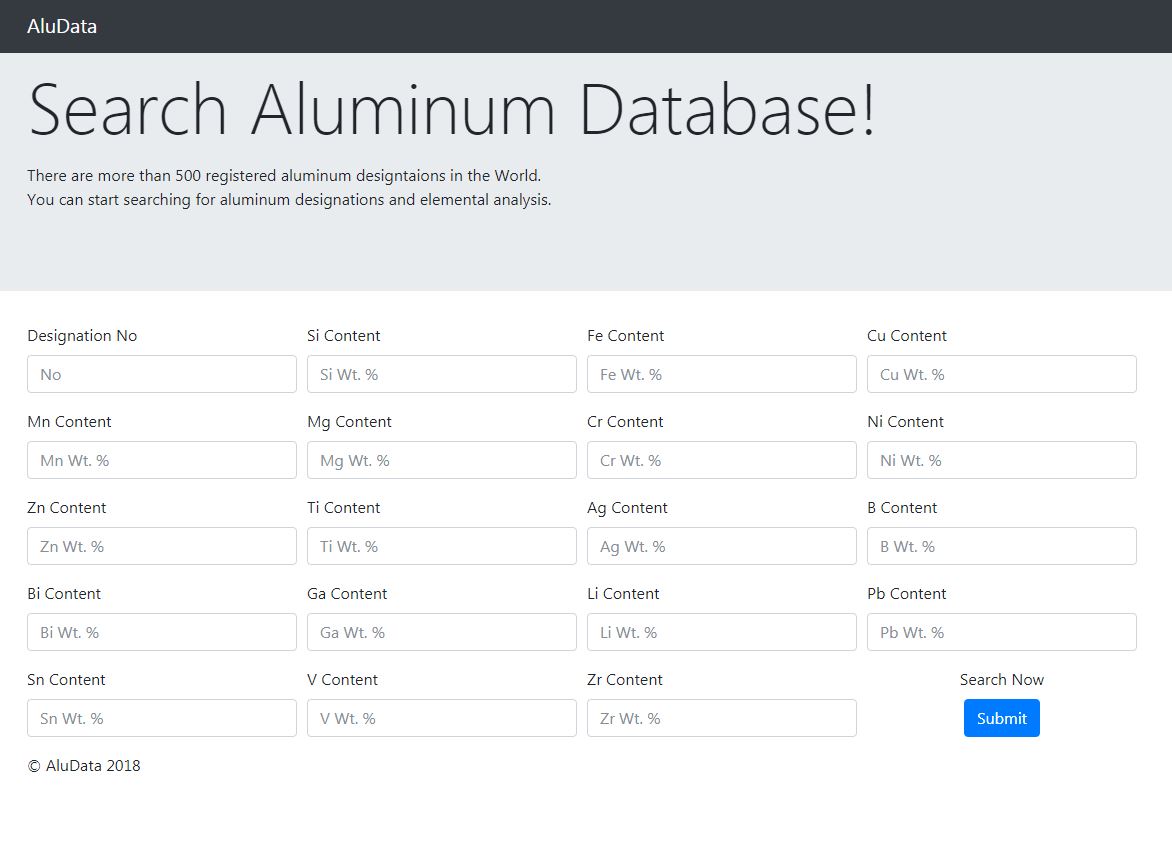 AluData
Search Aluminum Database!
There are more than 500 registered aluminum designtaions in the World.
You can start searching for aluminum designations and elemental analysis.
Designation No
Si Content
Fe Content
Cu Content
No
Si Wt. %
Fe Wt. %
Cu Wt. %
Mn Content
Mg Content
Cr Content
Ni Content
Mn Wt. %
Mg Wt. %
Cr Wt. %
Ni Wt. %
Zn Content
Ti Content
Ag Content
B Content
Zn Wt. %
Ti Wt. %
Ag Wt. %
B Wt. %
Bi Content
Ga Content
Li Content
Pb Content
Bi Wt. %
Ga Wt. %
Li Wt. %
Pb Wt. %
Sn Content
V Content
Zr Content
Search Now
Sn Wt. %
V Wt. %
Zr Wt. %
Submit
© AluData 2018